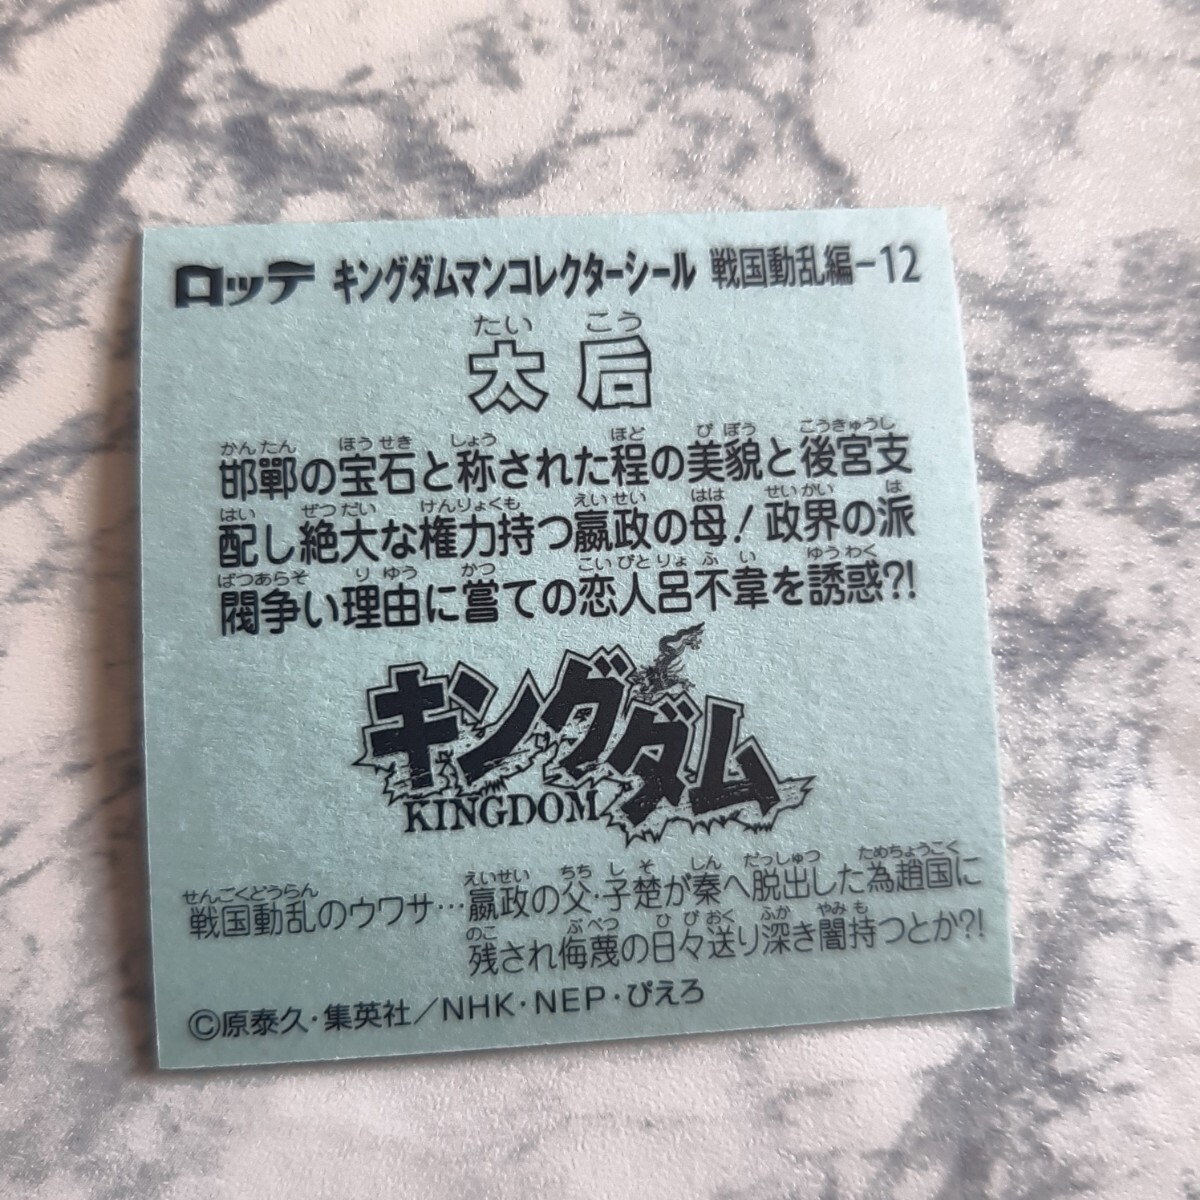 ロッテ キングダムマンコレクターシール 戦国動乱編-12
たい こう
太后
かんたん ほうせき しょう ほど びぼう こうきゅうし
邯鄲の宝石と称された程の美貌と後宮支
はい ぜつだい けんりょくも えいせい はは せいかい は
配し絶大な権力持つ嬴政の母!政界の派
ばつあらそ りゆう かつ こいびとりょふい ゆうわく
閥争い理由に嘗ての恋人呂不韋を誘惑?!
キングダム
KINGDOM
せんごくどうらん えいせい ちち しそ しん だっしゅつ ためちょうこく
戦国動乱のウワサ…嬴政の父・子楚が秦へ脱出した為趙国に
のこ ぶべつ ひび おく ふか やみも
残され侮蔑の日々送り深き闇持つとか?!
©原泰久・集英社/NHK・NEP・ぴえろ